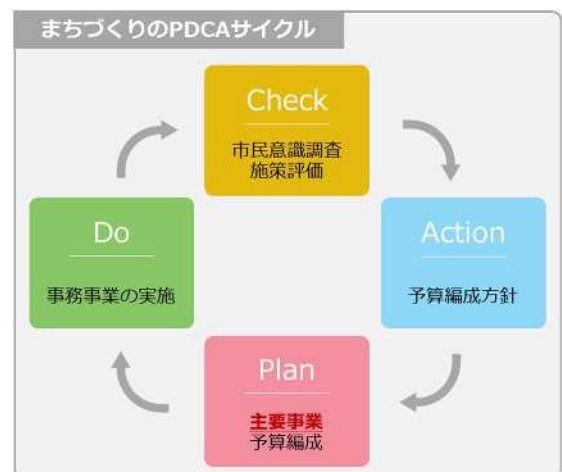 まちづくりのPDCAサイクル
Check
市民意識調査
施策評価
Do
事務事業の実施
Action
予算編成方針
Plan
主要事業
予算編成